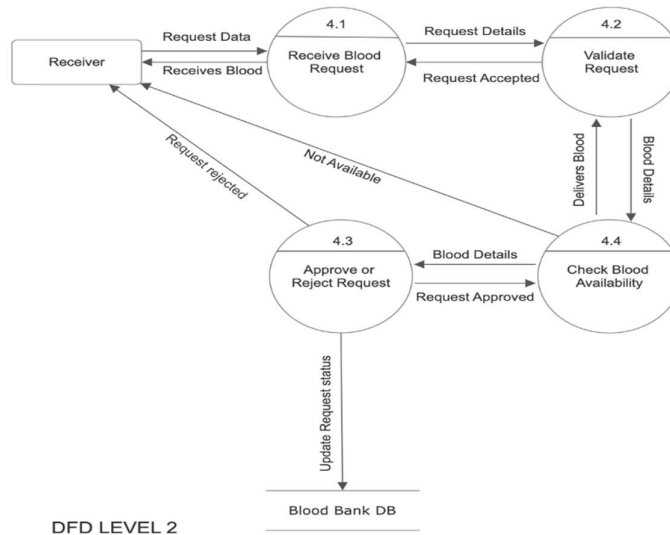 4.1
4.2
Request Data
Request Details
Receiver
Receive Blood
Request
Validate
Request
Receives Blood
Request Accepted
Request rejected
Not Available
Delivers Blood
Blood Details
4.3
4.4
Blood Details
Approve or
Reject Request
Check Blood
Availability
Request Approved
Update Request status
Blood Bank DB
DFD LEVEL 2